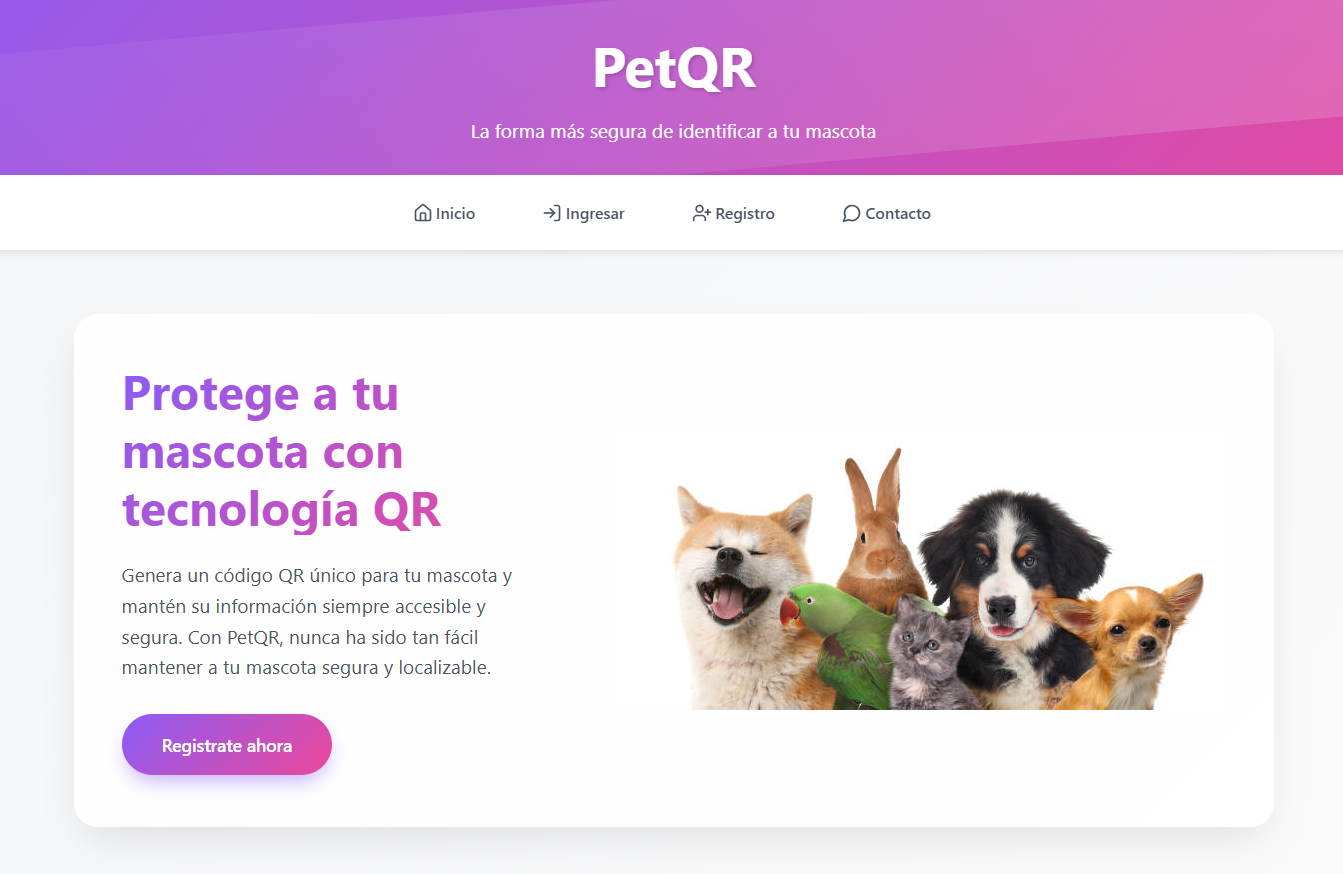 PetQR
La forma más segura de identificar a tu mascota
Inicio
Ingresar
Registro
Contacto
Protege a tu
mascota con
tecnología QR
Genera un código QR único para tu mascota y
mantén su información siempre accesible y
segura. Con PetQR, nunca ha sido tan fácil
mantener a tu mascota segura y localizable.
Registrate ahora